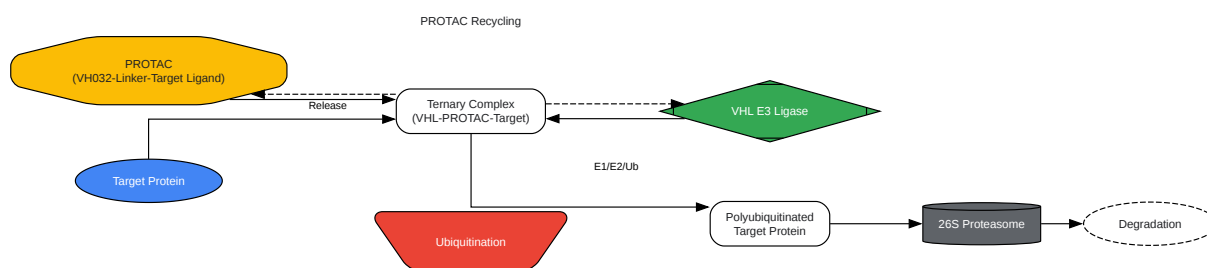 PROTAC Recycling
PROTAC
(VH032-Linker-Target Ligand)
Release
Ternary Complex
(VHL-PROTAC-Target)
VHL E3 Ligase
Target Protein
E1/E2/Ub
Ubiquitination
Polyubiquitinated
Target Protein
26S Proteasome
Degradation